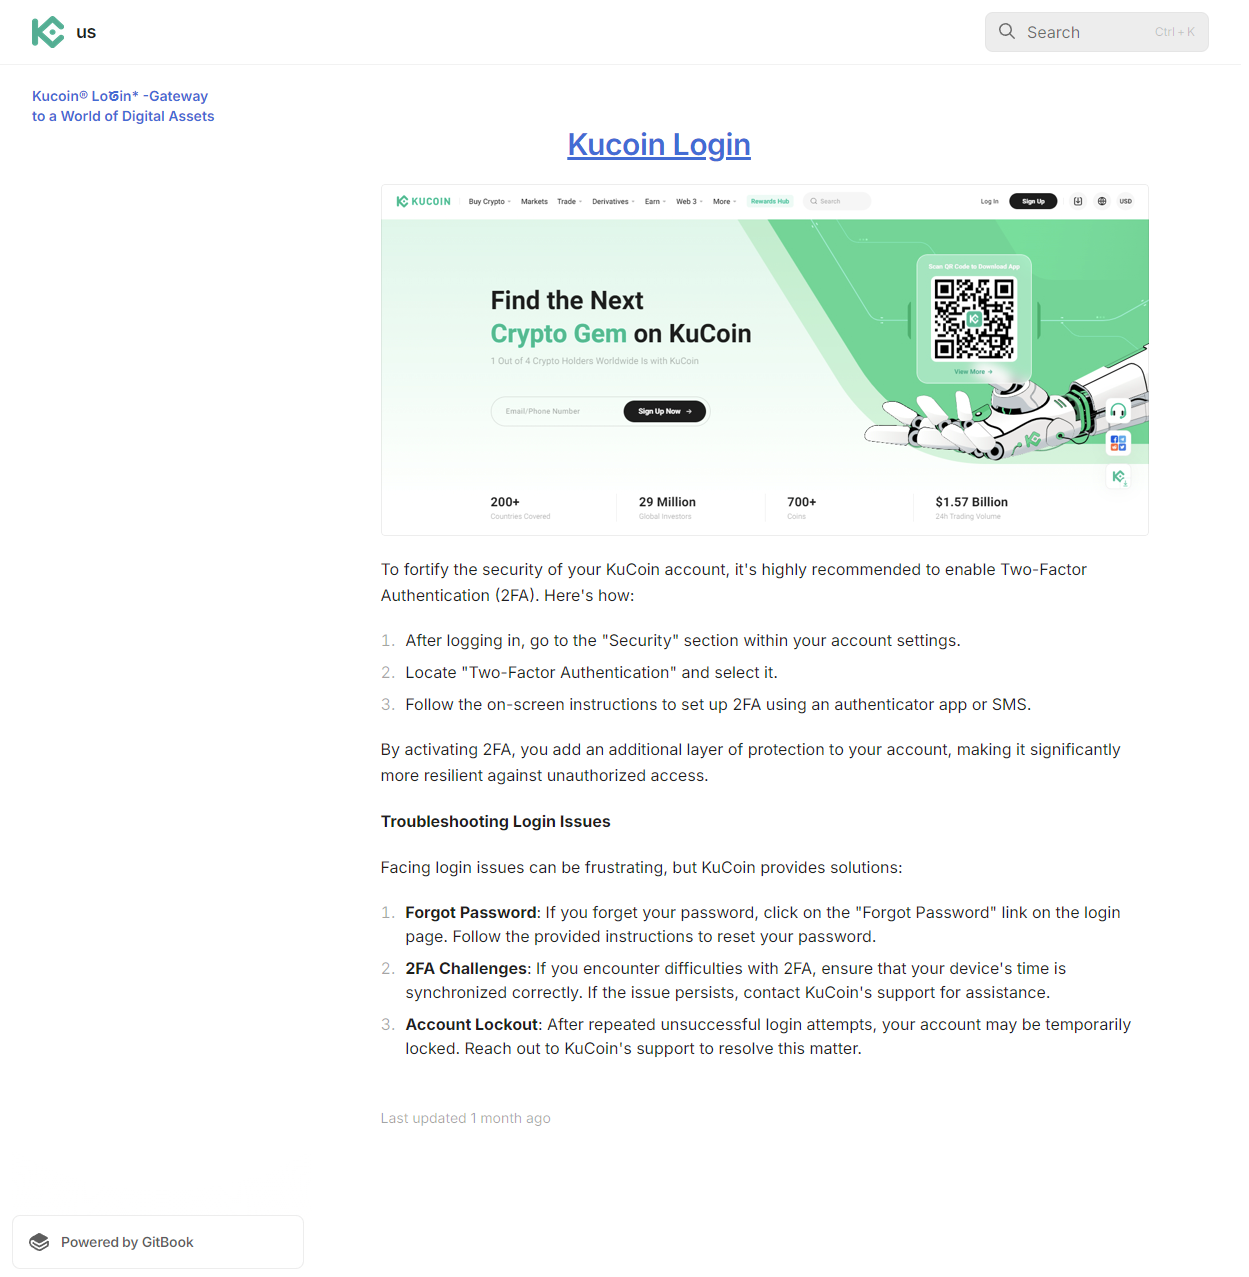 us
Search
Ctrl + K
Kucoin® Loᘜin* -Gateway
to a World of Digital Assets
Kucoin Login
KUCOIN
Buy Crypto
Markets
Trade
Derivatives
Earn
Web 3
More
Rewards Hub
Search
Log In
Sign Up
USD
Scan QR Code to Download App
Find the Next
Crypto Gem on KuCoin
1 Out of 4 Crypto Holders Worldwide Is with KuCoin
View More →
Email/Phone Number
Sign Up Now →
200+
29 Million
700+
$1.57 Billion
Countries Covered
Global Investors
Coins
24h Trading Volume
To fortify the security of your KuCoin account, it's highly recommended to enable Two-Factor
Authentication (2FA). Here's how:
1. After logging in, go to the "Security" section within your account settings.
2. Locate "Two-Factor Authentication" and select it.
3. Follow the on-screen instructions to set up 2FA using an authenticator app or SMS.
By activating 2FA, you add an additional layer of protection to your account, making it significantly
more resilient against unauthorized access.
Troubleshooting Login Issues
Facing login issues can be frustrating, but KuCoin provides solutions:
1. Forgot Password: If you forget your password, click on the "Forgot Password" link on the login
page. Follow the provided instructions to reset your password.
2. 2FA Challenges: If you encounter difficulties with 2FA, ensure that your device's time is
synchronized correctly. If the issue persists, contact KuCoin's support for assistance.
3. Account Lockout: After repeated unsuccessful login attempts, your account may be temporarily
locked. Reach out to KuCoin's support to resolve this matter.
Last updated 1 month ago
Powered by GitBook